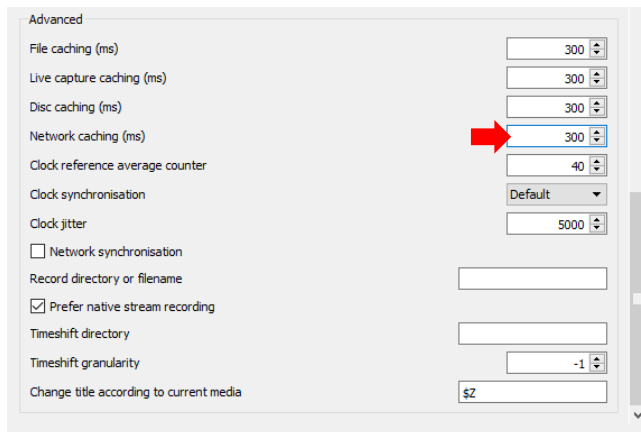 Advanced
File caching (ms) 300
Live capture caching (ms) 300
Disc caching (ms) 300
Network caching (ms) 300
Clock reference average counter 40
Clock synchronisation Default
Clock jitter 5000
Network synchronisation
Record directory or filename
Prefer native stream recording
Timeshift directory
Timeshift granularity -1
Change title according to current media $Z